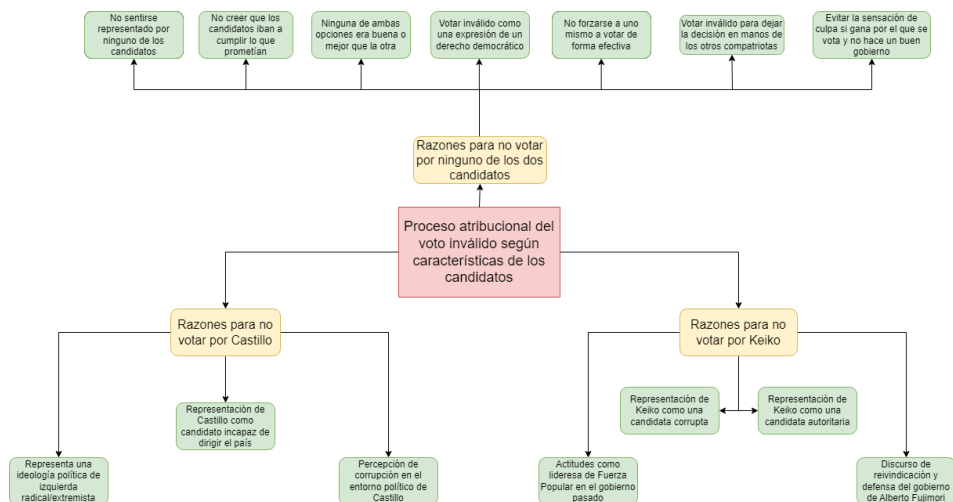 No sentirse
representado por
ninguno de los
candidatos
No creer que los
candidatos iban a
cumplir lo que
prometían
Ninguna de ambas
opciones era buena o
mejor que la otra
Votar inválido como
una expresión de un
derecho democrático
No forzarse a uno
mismo a votar de
forma efectiva
Votar inválido para dejar
la decisión en manos de
los otros compatriotas
Evitar la sensación de
culpa si gana por el que se
vota y no hace un buen
gobierno
Razones para no votar
por ninguno de los dos
candidatos
Proceso atribucional del
voto inválido según
características de los
candidatos
Razones para no
votar por Castillo
Razones para no
votar por Keiko
Representación de
Castillo como
candidato incapaz de
dirigir el país
Representación de
Keiko como una
candidata corrupta
Representación de
Keiko como una
candidata autoritaria
Representa una
ideología política de
izquierda
radical/extremista
Percepción de
corrupción en el
entorno político de
Castillo
Actitudes como
lideresa de Fuerza
Popular en el gobierno
pasado
Discurso de
reivindicación y
defensa del gobierno
de Alberto Fujimori